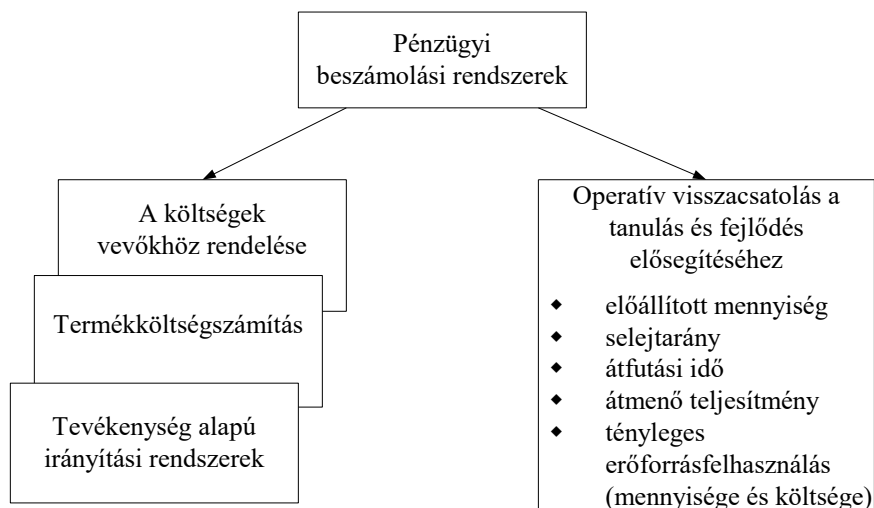 Pénzügyi
beszámolási rendszerek
A költségek
vevőkhöz rendelése
Termékköltségszámítás
Tevékenység alapú
irányítási rendszerek
Operatív visszacsatolás a
tanulás és fejlődés
elősegítéséhez
◆ előállított mennyiség
◆ selejtarány
◆ átfutási idő
◆ átmenő teljesítmény
◆ tényleges
erőforrásfelhasználás
(mennyisége és költsége)